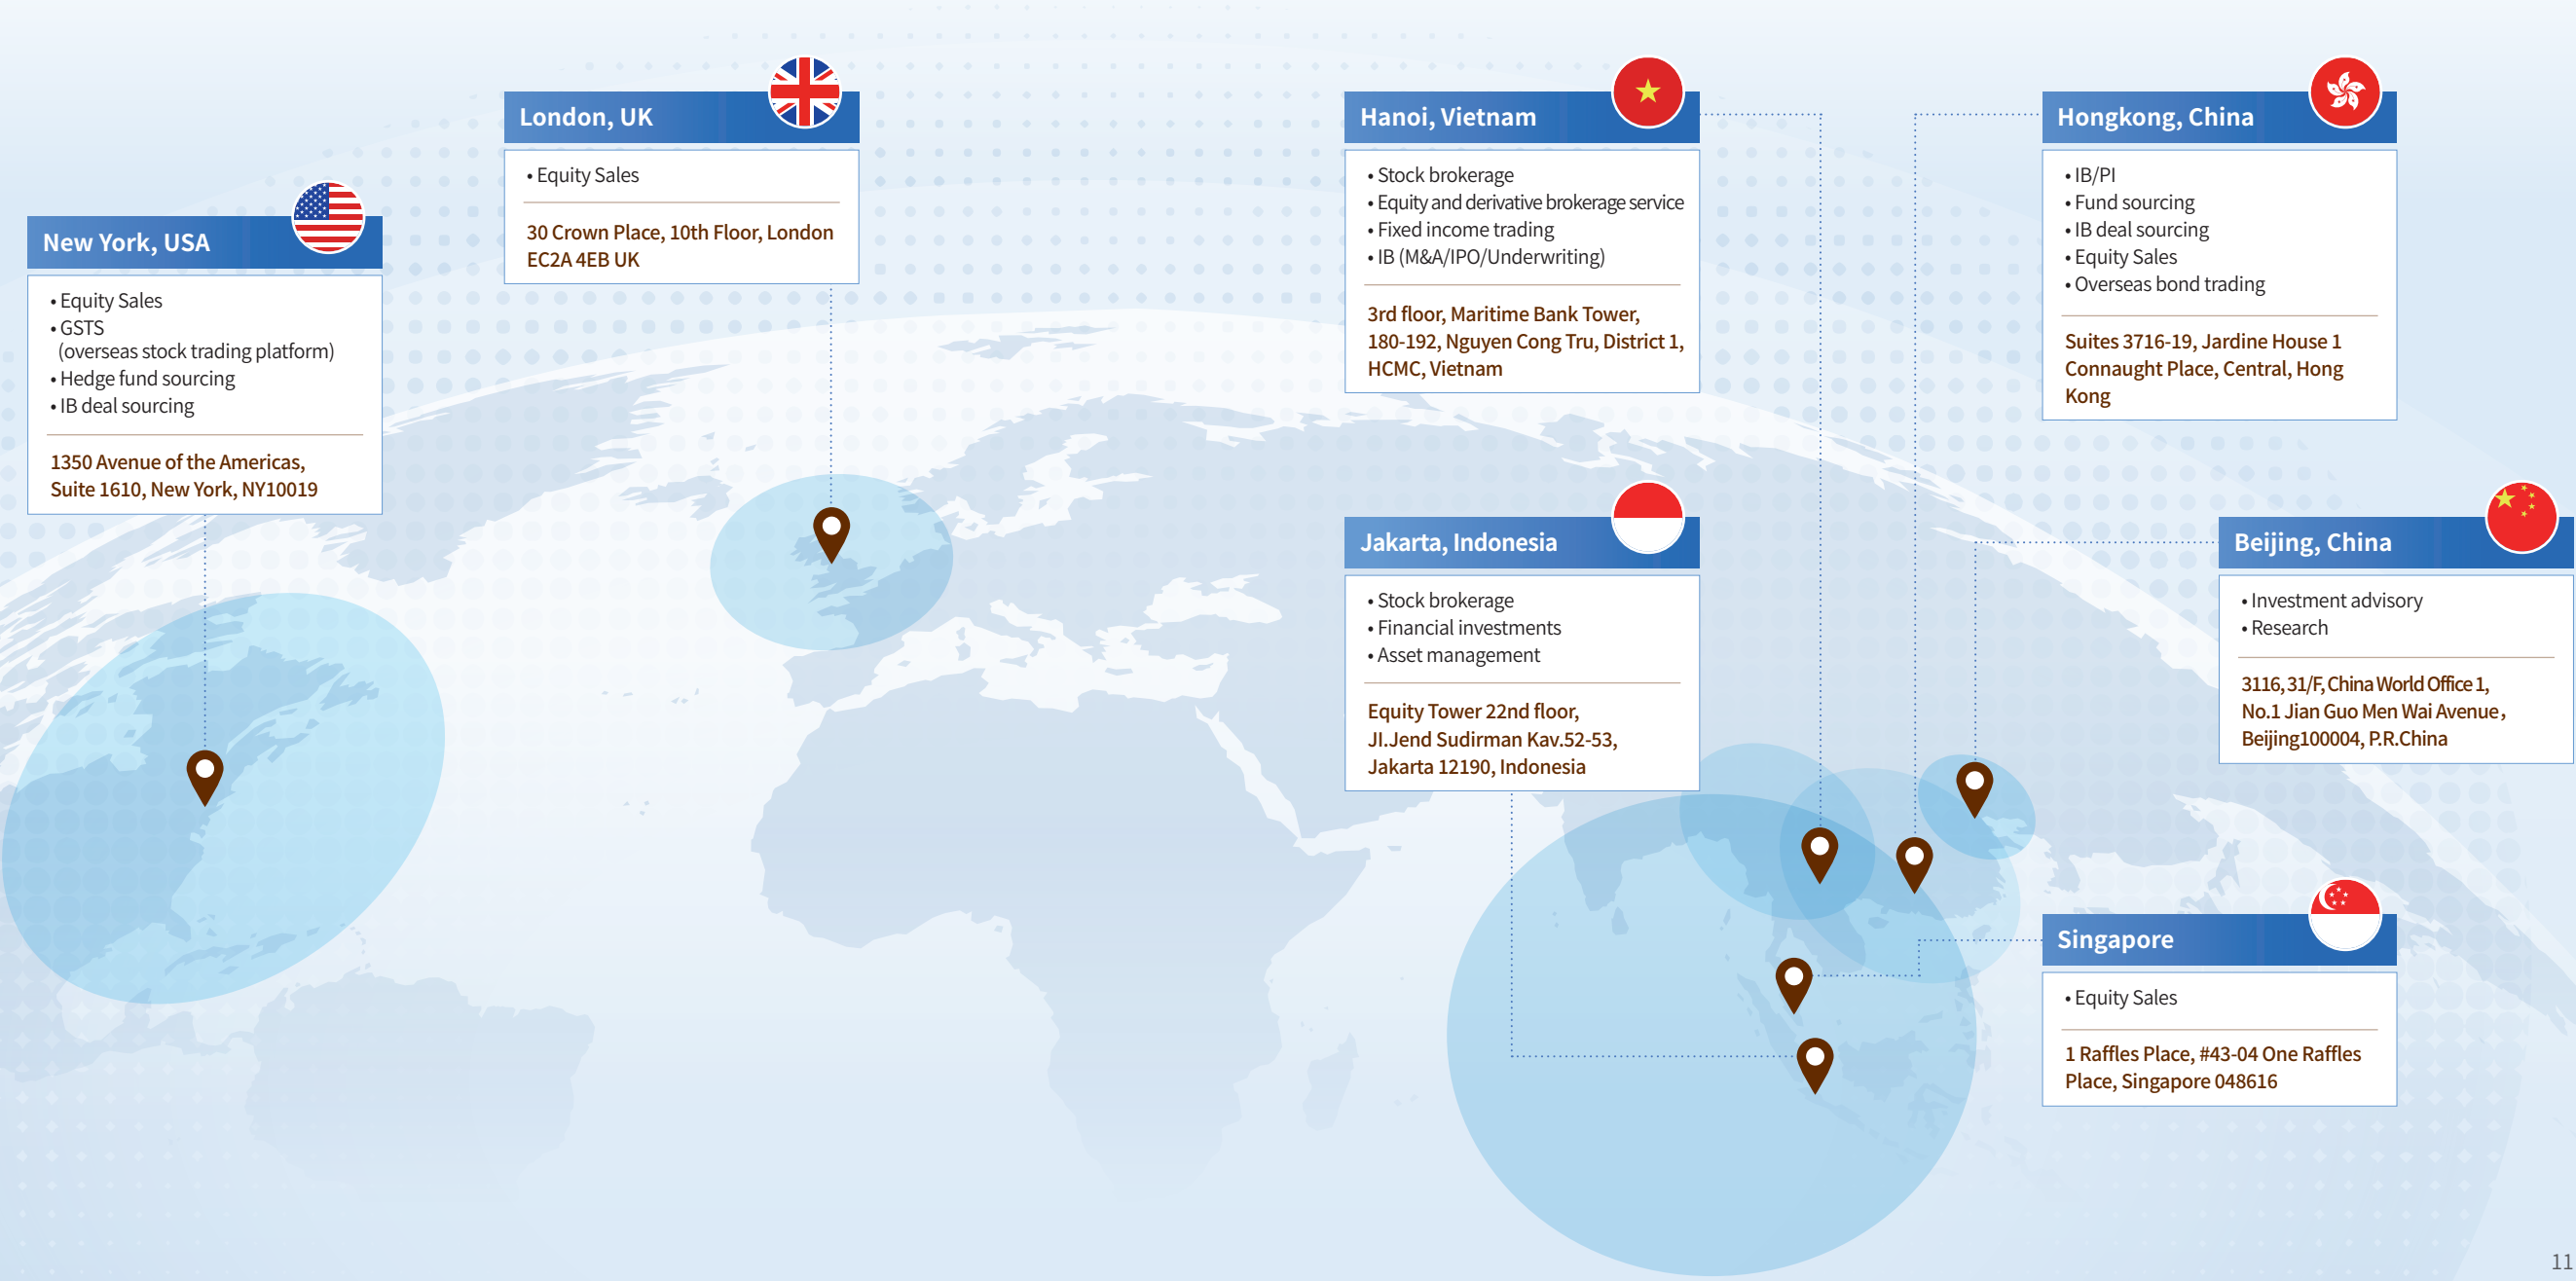 New York, USA
• Equity Sales
• GSTS
(overseas stock trading platform)
• Hedge fund sourcing
• IB deal sourcing
1350 Avenue of the Americas,
Suite 1610, New York, NY10019
London, UK
• Equity Sales
30 Crown Place, 10th Floor, London
EC2A 4EB UK
Hanoi, Vietnam
• Stock brokerage
• Equity and derivative brokerage service
• Fixed income trading
• IB (M&A/IPO/Underwriting)
3rd floor, Maritime Bank Tower,
180-192, Nguyen Cong Tru, District 1,
HCMC, Vietnam
Hongkong, China
• IB/PI
• Fund sourcing
• IB deal sourcing
• Equity Sales
• Overseas bond trading
Suites 3716-19, Jardine House 1
Connaught Place, Central, Hong
Kong
Jakarta, Indonesia
• Stock brokerage
• Financial investments
• Asset management
Equity Tower 22nd floor,
JI.Jend Sudirman Kav.52-53,
Jakarta 12190, Indonesia
Beijing, China
• Investment advisory
• Research
3116, 31/F, China World Office 1,
No.1 Jian Guo Men Wai Avenue,
Beijing100004, P.R.China
Singapore
• Equity Sales
1 Raffles Place, #43-04 One Raffles
Place, Singapore 048616
11